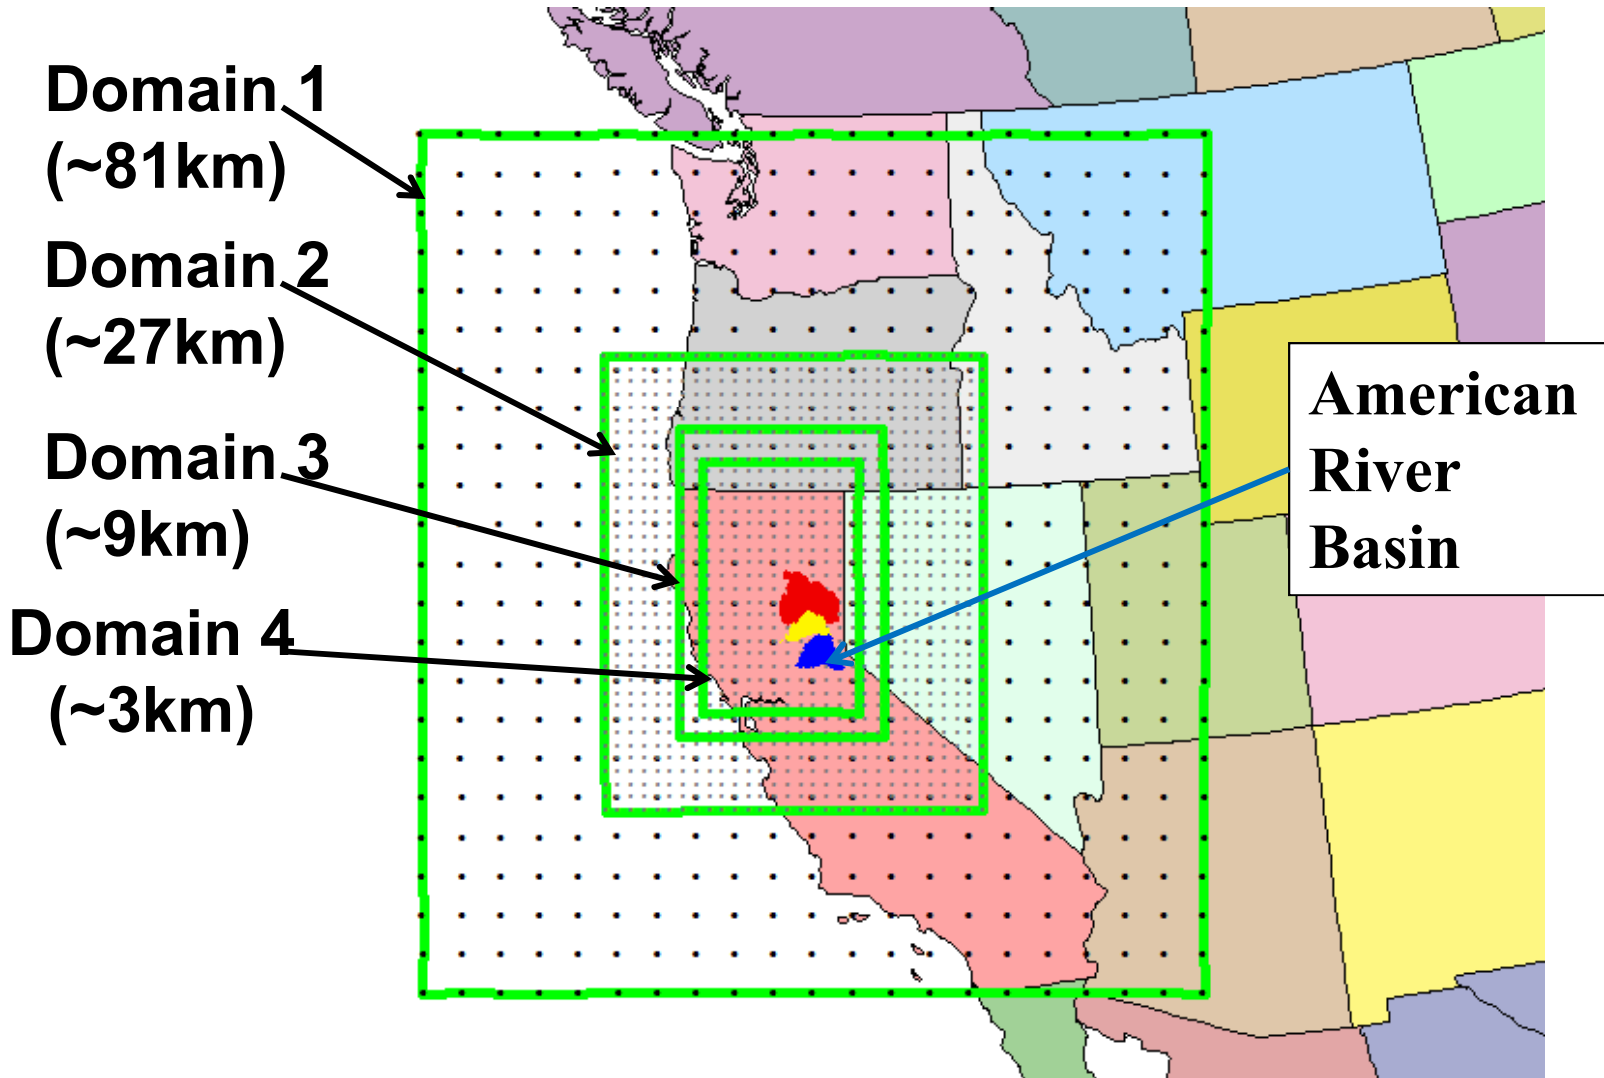 Domain 1
(~81km)
Domain 2
(~27km)
Domain 3
(~9km)
Domain 4
(~3km)
American
River
Basin